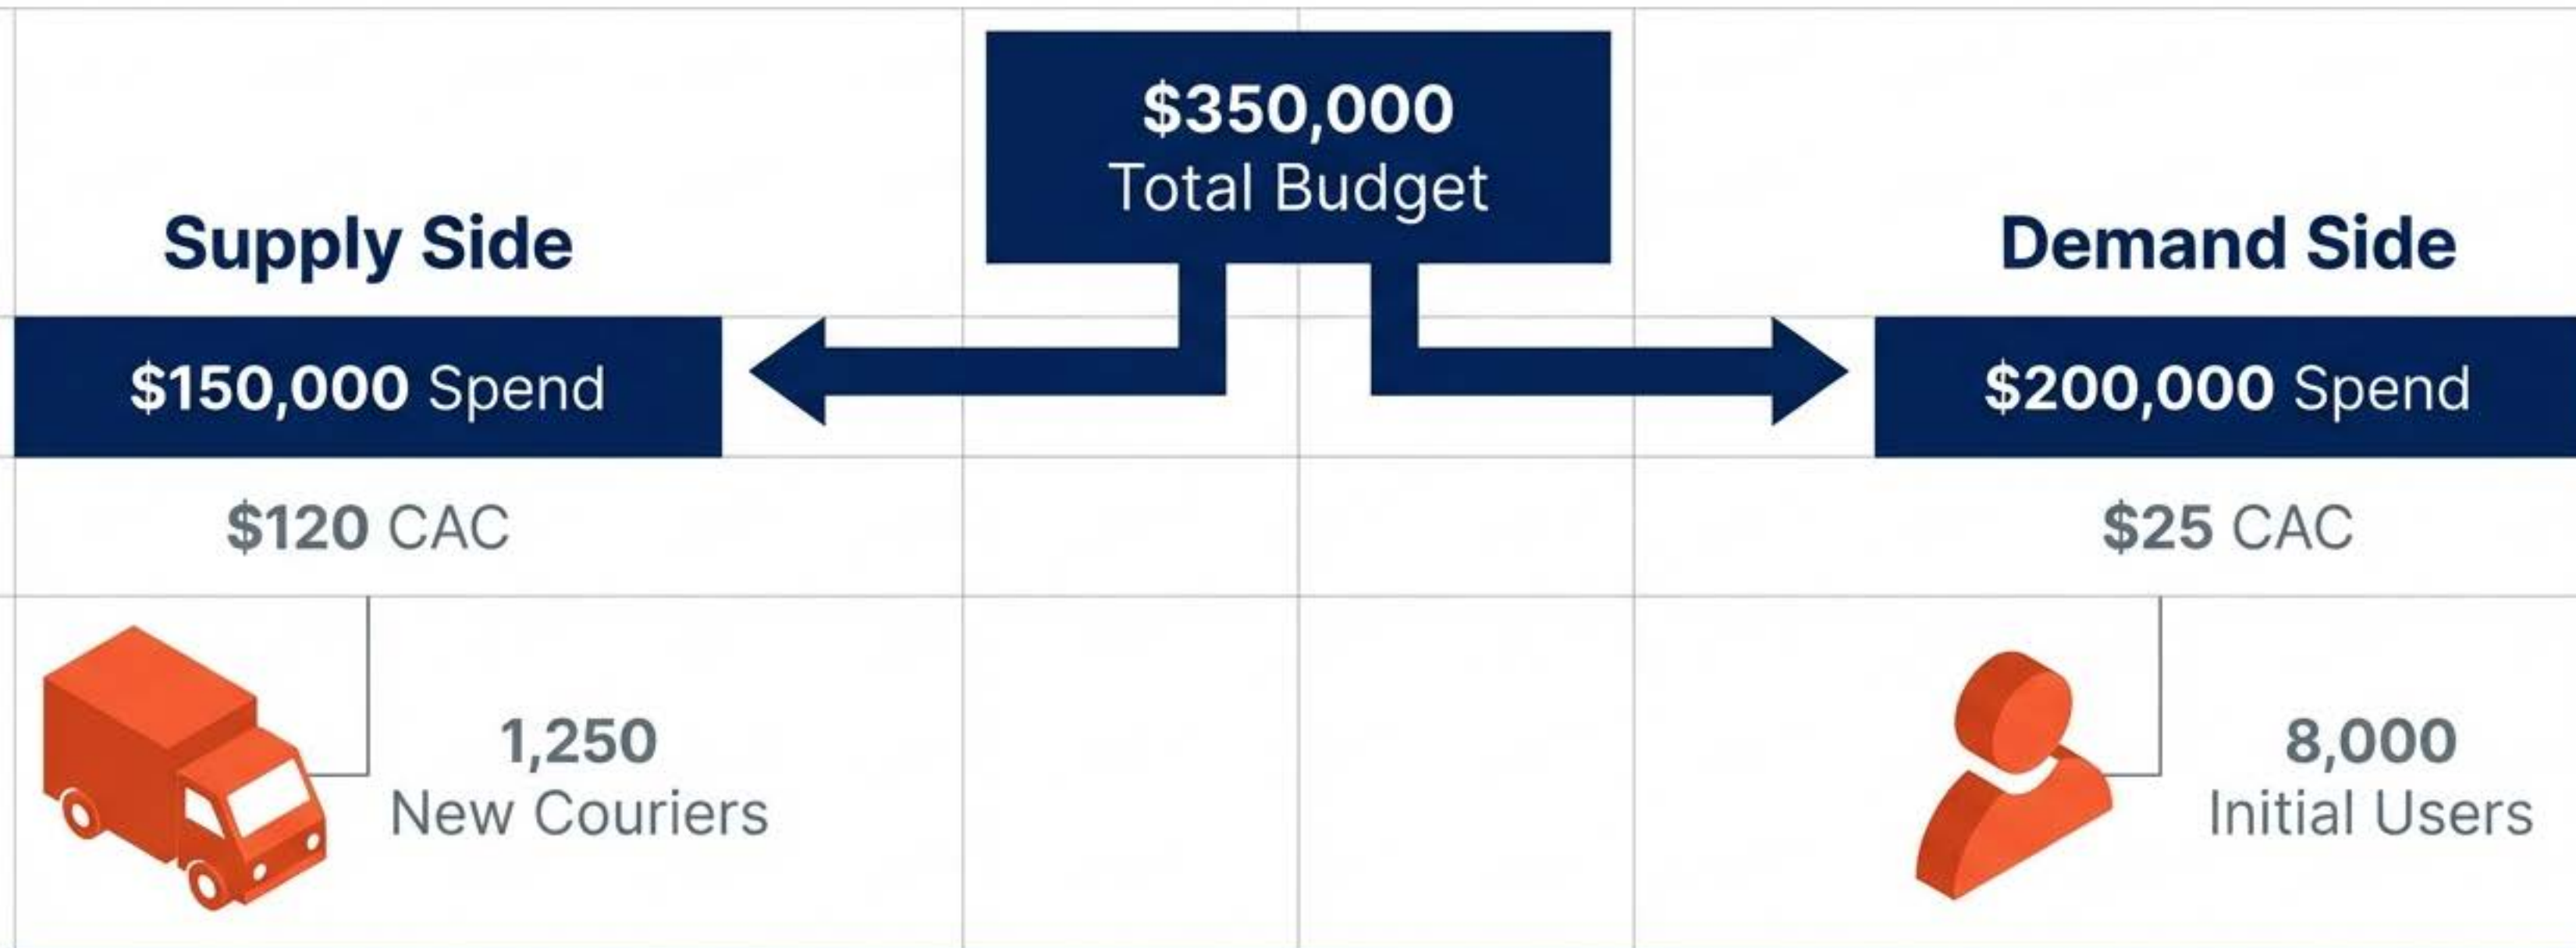 $350,000
Total Budget
Supply Side
$150,000 Spend
$120 CAC
1,250
New Couriers
Demand Side
$200,000 Spend
$25 CAC
8,000
Initial Users